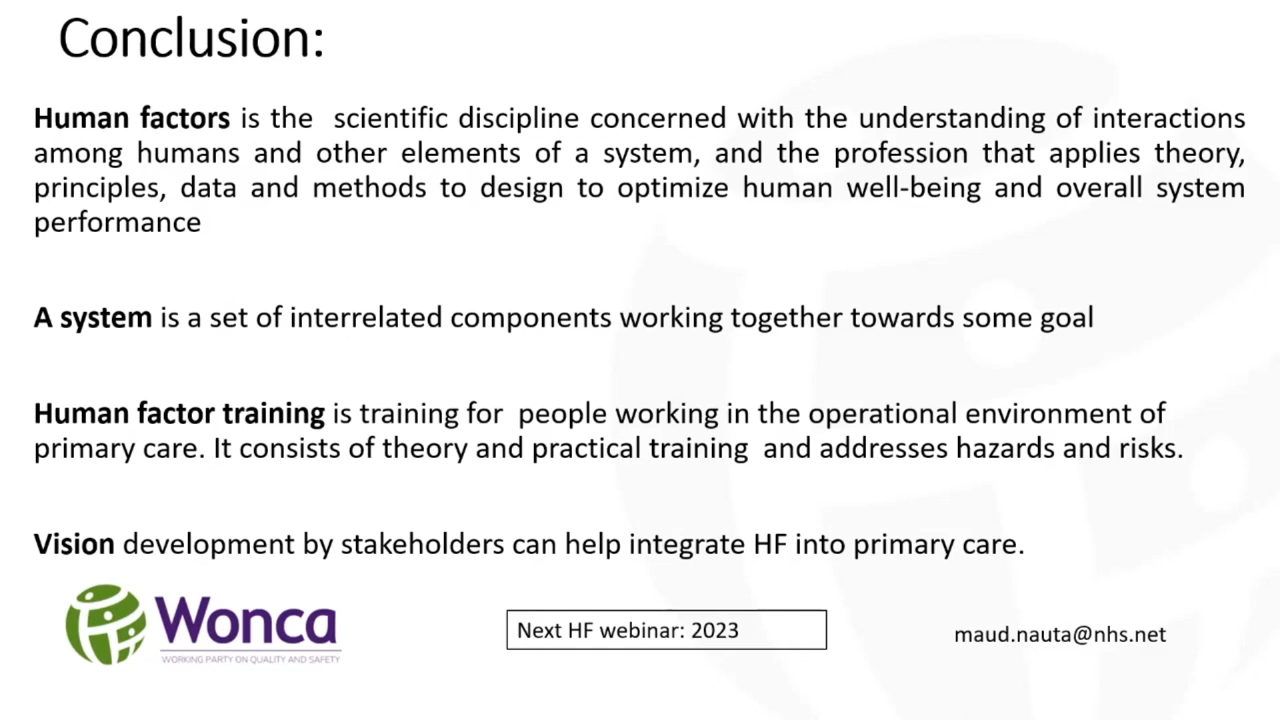 Conclusion:
Human factors is the scientific discipline concerned with the understanding of interactions
among humans and other elements of a system, and the profession that applies theory,
principles, data and methods to design to optimize human well-being and overall system
performance
A system is a set of interrelated components working together towards some goal
Human factor training is training for people working in the operational environment of
primary care. It consists of theory and practical training and addresses hazards and risks.
Vision development by stakeholders can help integrate HF into primary care.
Wonca
WORKING PARTY ON QUALITY AND SAFETY
Next HF webinar: 2023
maud.nauta@nhs.net